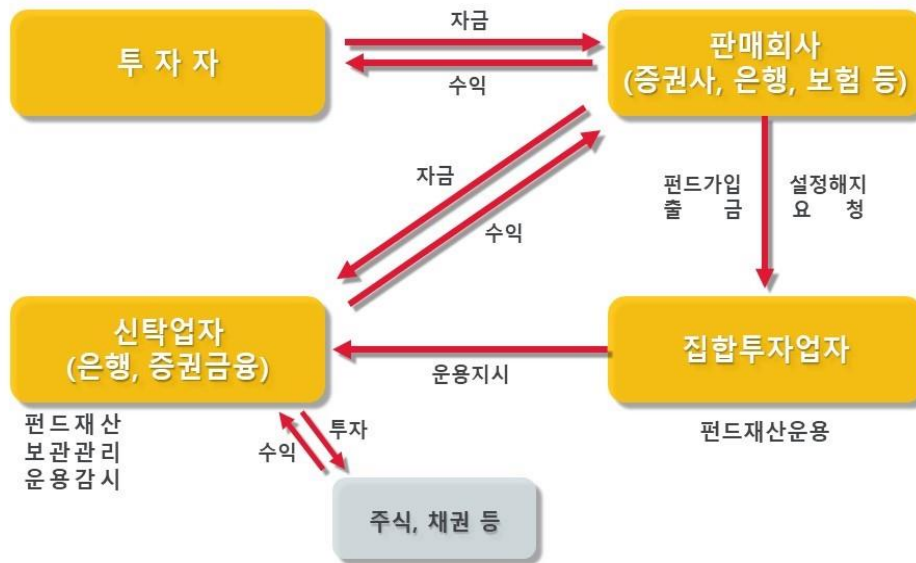 자금
투 자 자
판매회사
(증권사, 은행, 보험 등)
수익
자금
수익
펀드가입 설정해지
출 금 요 청
신탁업자
(은행, 증권금융)
운용지시
집합투자업자
펀드재산
보관관리
운용감시
수익
투자
펀드재산운용
주식, 채권 등